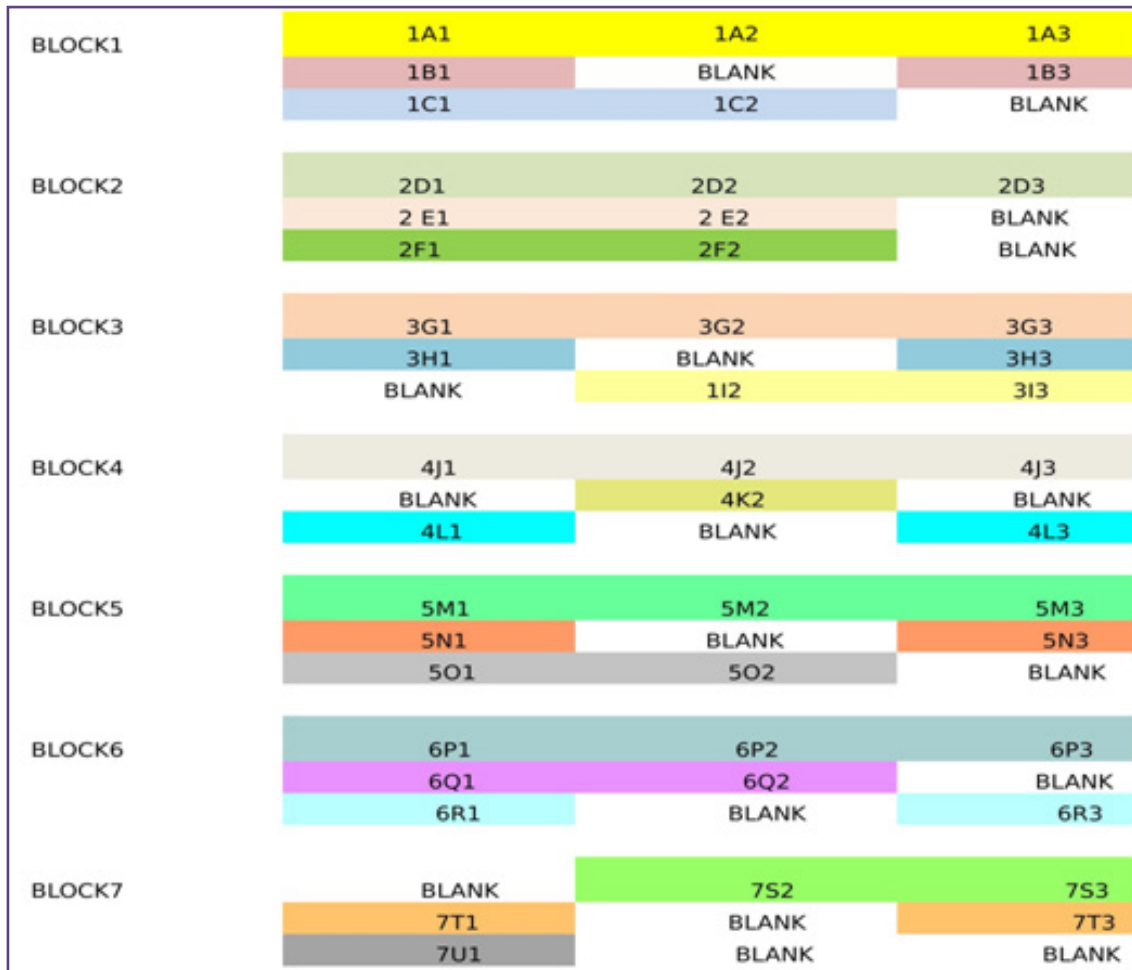 BLOCK1 1A1 1A2 1A3
1B1 BLANK 1B3
1C1 1C2 BLANK
BLOCK2 2D1 2D2 2D3
2 E1 2 E2 BLANK
2F1 2F2 BLANK
BLOCK3 3G1 3G2 3G3
3H1 BLANK 3H3
BLANK 1I2 3I3
BLOCK4 4J1 4J2 4J3
BLANK 4K2 BLANK
4L1 BLANK 4L3
BLOCK5 5M1 5M2 5M3
5N1 BLANK 5N3
5O1 5O2 BLANK
BLOCK6 6P1 6P2 6P3
6Q1 6Q2 BLANK
6R1 BLANK 6R3
BLOCK7 BLANK 7S2 7S3
7T1 BLANK 7T3
7U1 BLANK BLANK